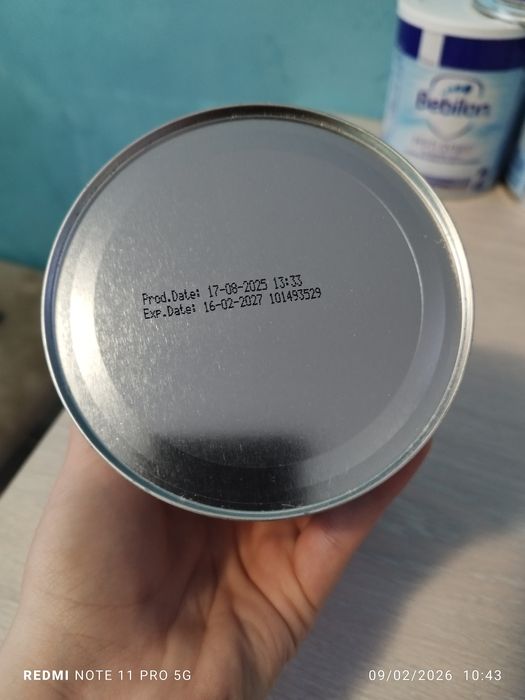 Bebilon
Prod.Date: 17-08-2025 13:33
Exp.Date: 16-02-2027 101493529
REDMI NOTE 11 PRO 5G
09/02/2026 10:43